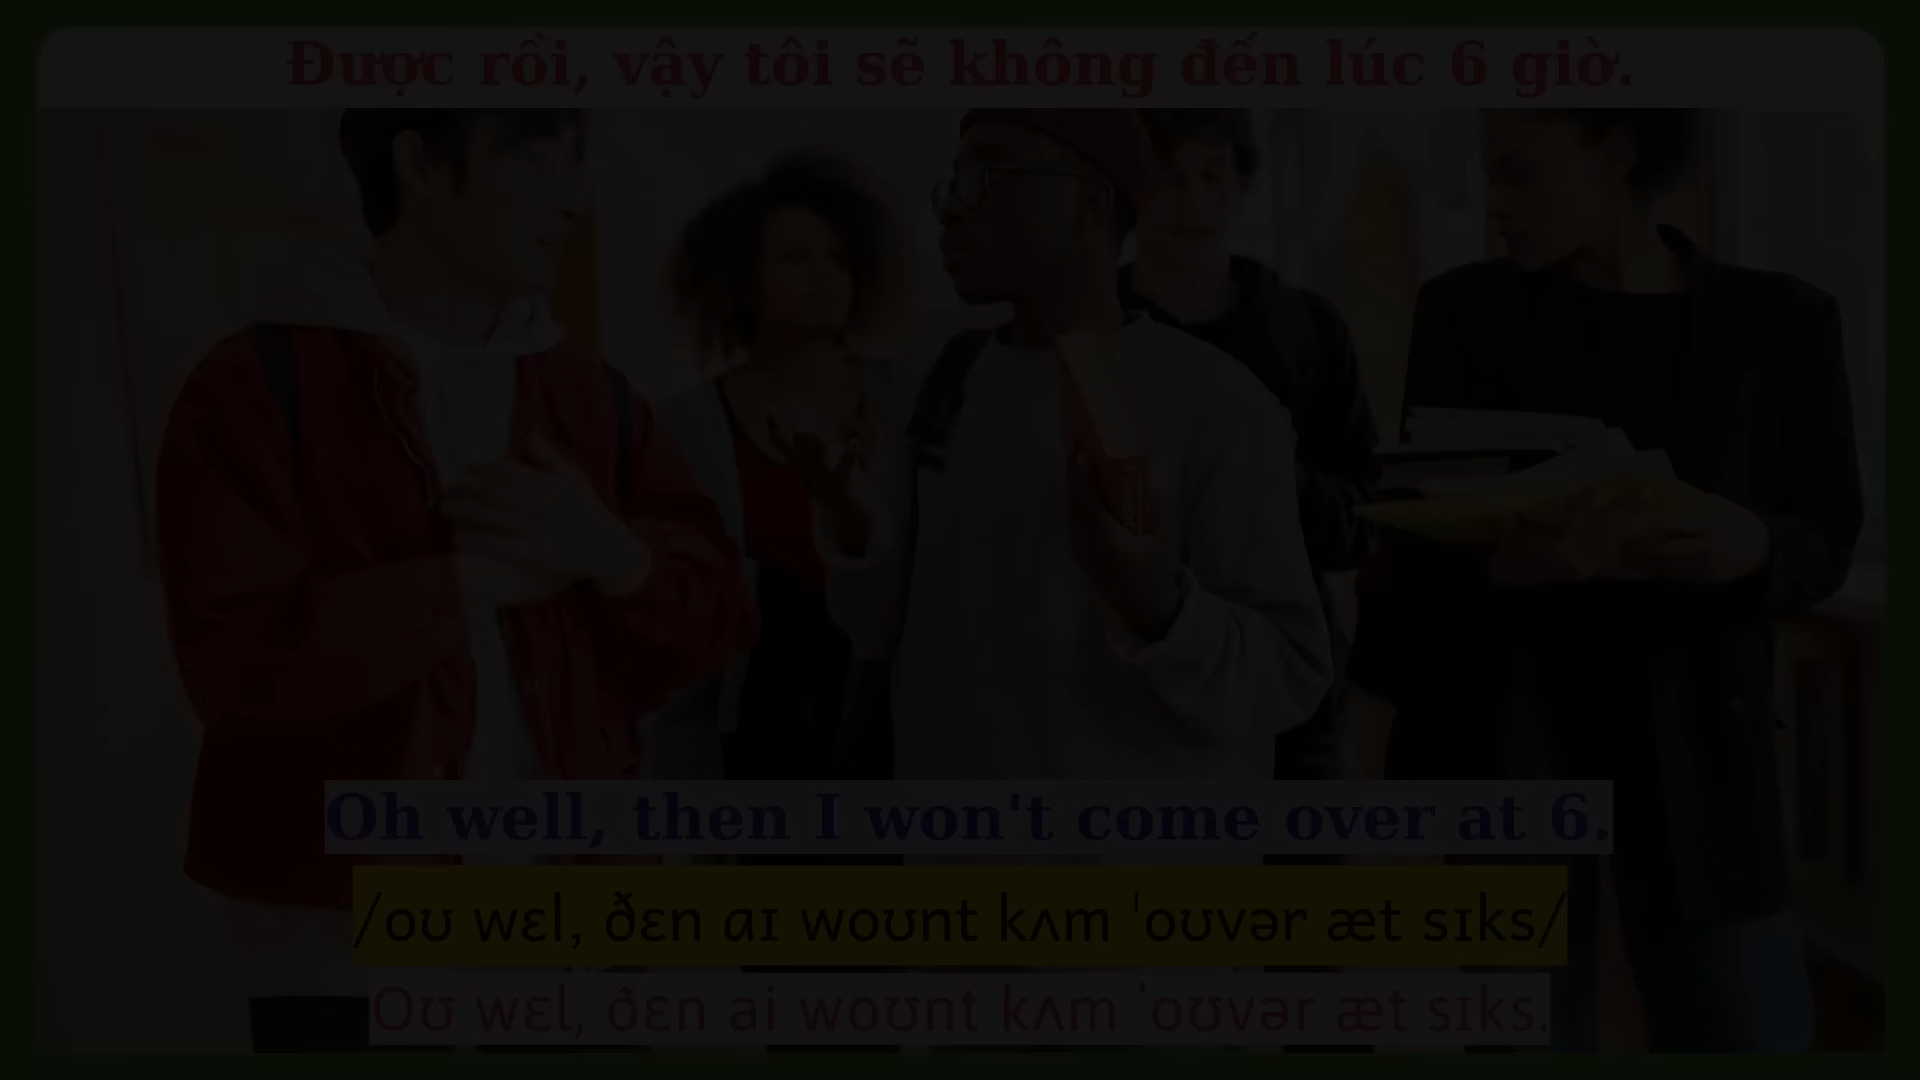 Được rồi, vậy tôi sẽ không đến lúc 6 giờ.
Oh well, then I won't come over at 6.
/oʊ wɛl, ðɛn aɪ woʊnt kʌm ˈoʊvər æt sɪks/
Oʊ wɛl, ðɛn ai woʊnt kʌm ˈoʊvər æt sɪks.